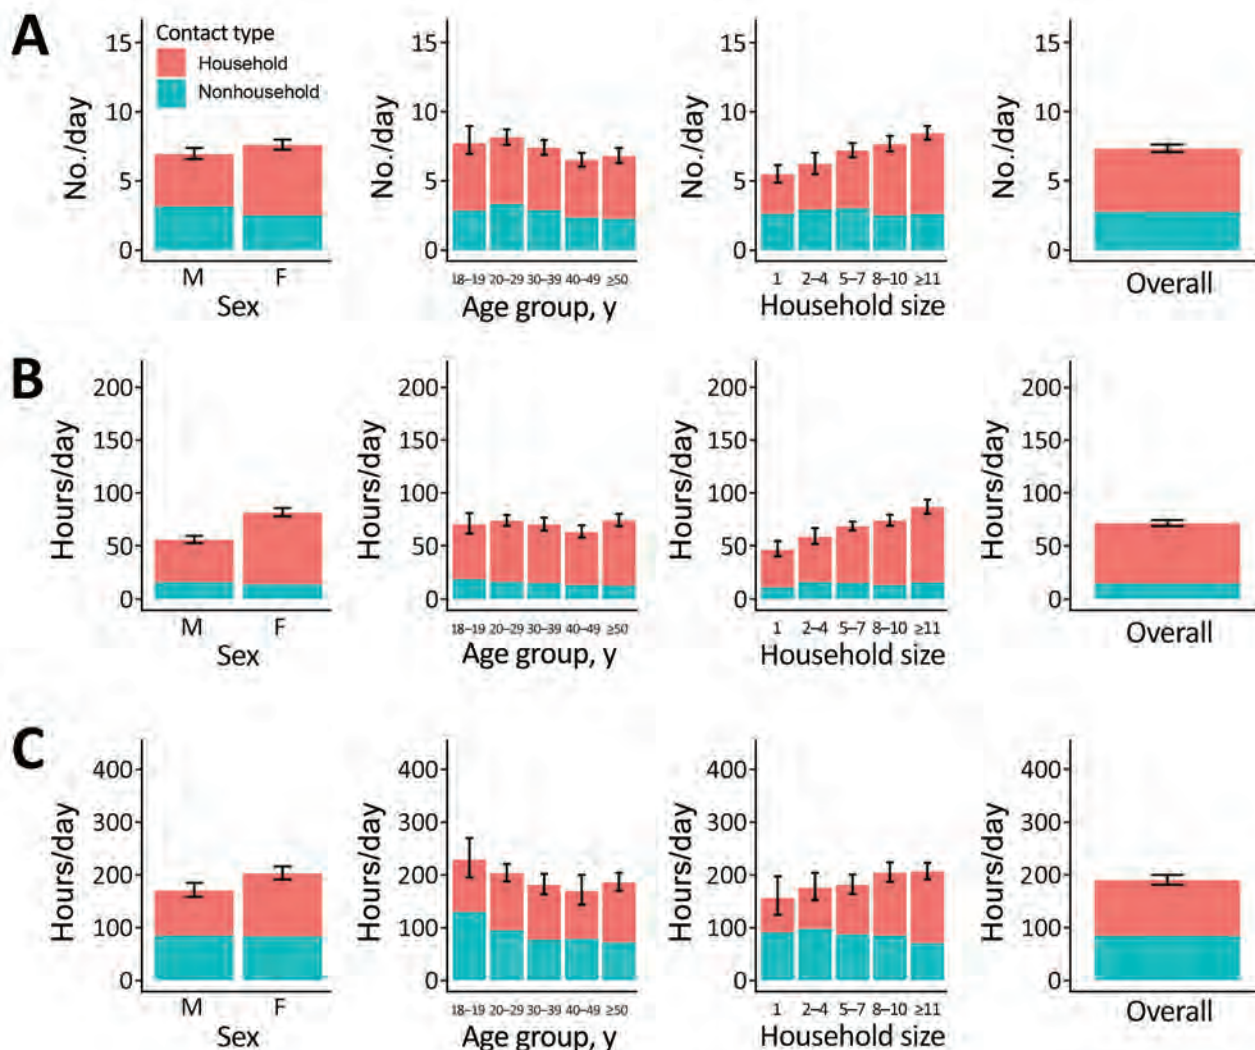 A
Contact type
Household
Nonhousehold
No./day
15
10
5
0
M F
Sex
No./day
15
10
5
0
18–19 20–29 30–39 40–49 ≥50
Age group, y
No./day
15
10
5
0
1 2–4 5–7 8–10 ≥11
Household size
No./day
15
10
5
0
Overall
B
Hours/day
200
150
100
50
0
M F
Sex
Hours/day
200
150
100
50
0
18–19 20–29 30–39 40–49 ≥50
Age group, y
Hours/day
200
150
100
50
0
1 2–4 5–7 8–10 ≥11
Household size
Hours/day
200
150
100
50
0
Overall
C
Hours/day
400
300
200
100
0
M F
Sex
Hours/day
400
300
200
100
0
18–19 20–29 30–39 40–49 ≥50
Age group, y
Hours/day
400
300
200
100
0
1 2–4 5–7 8–10 ≥11
Household size
Hours/day
400
300
200
100
0
Overall